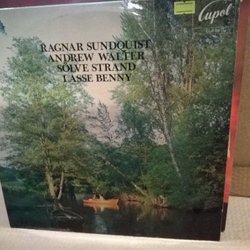 Cupol
RAGNAR SUNDQUIST
ANDREW WALTER
SÖLVE STRAND
LASSE BENNY